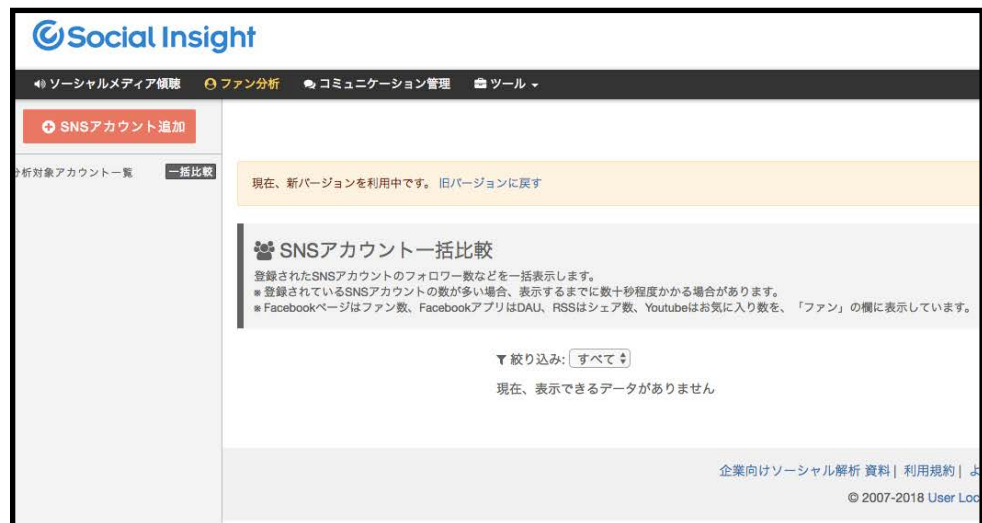 Social Insight
ソーシャルメディア傾聴 ファン分析 コミュニケーション管理 ツール
SNSアカウント追加
分析対象アカウント一覧 一括比較
現在、新バージョンを利用中です。 旧バージョンに戻す
SNSアカウント一括比較
登録されたSNSアカウントのフォロワー数などを一括表示します。
※登録されているSNSアカウントの数が多い場合、表示するまでに数十秒程度かかる場合があります。
※Facebookページはファン数、FacebookアプリはDAU、RSSはシェア数、Youtubeはお気に入り数を、「ファン」の欄に表示しています。
絞り込み: すべて
現在、表示できるデータがありません
企業向けソーシャル解析 資料| 利用規約| よ
© 2007-2018 User Loc